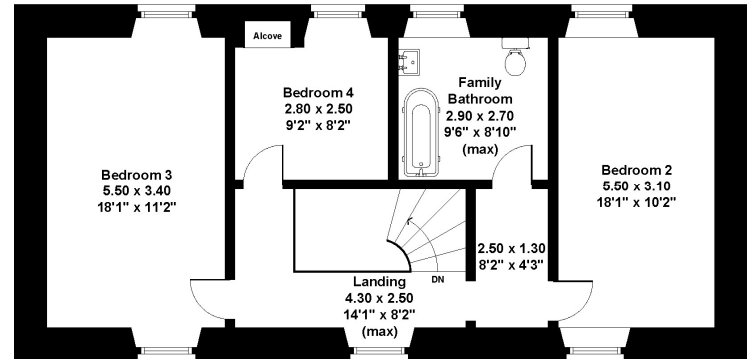 Alcove
Bedroom 4
2.80 x 2.50
9'2" x 8'2"
Family
Bathroom
2.90 x 2.70
9'6" x 8'10"
(max)
Bedroom 3
5.50 x 3.40
18'1" x 11'2"
Bedroom 2
5.50 x 3.10
18'1" x 10'2"
2.50 x 1.30
8'2" x 4'3"
DN
Landing
4.30 x 2.50
14'1" x 8'2"
(max)